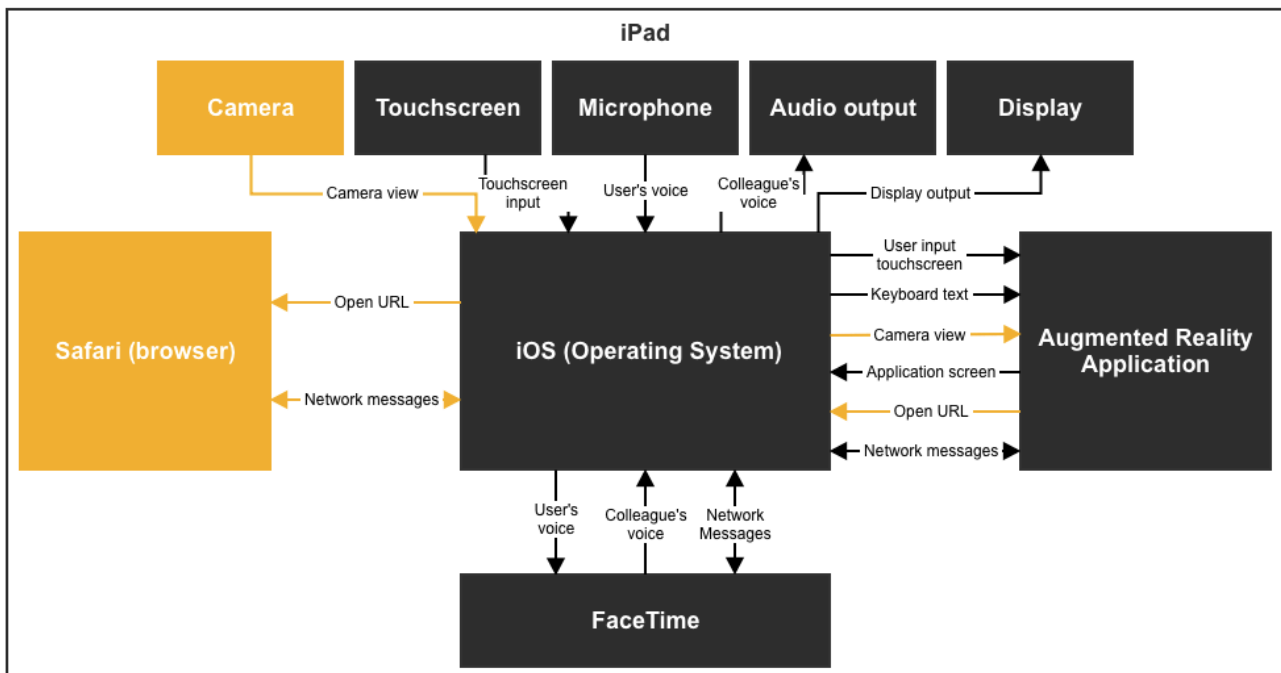 iPad
Camera
Touchscreen
Microphone
Audio output
Display
Camera view
Touchscreen
input
User's voice
Colleague's
voice
Display output
Safari (browser)
Open URL
Network messages
iOS (Operating System)
User input
touchscreen
Keyboard text
Camera view
Application screen
Open URL
Network messages
Augmented Reality
Application
User's
voice
Colleague's
voice
Network
Messages
FaceTime